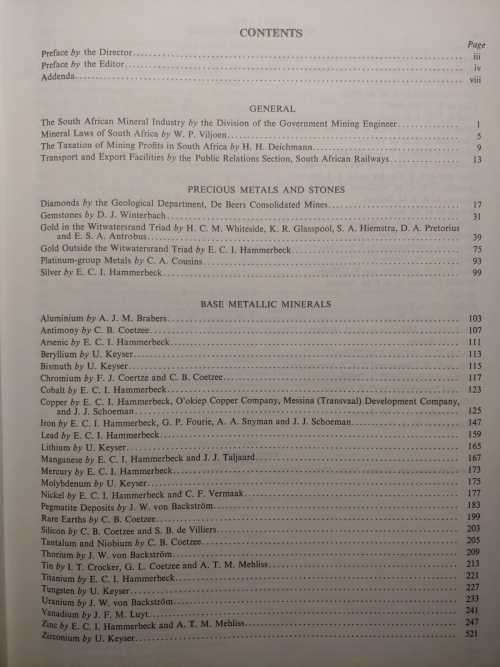 CONTENTS
Page
Preface by the Director iii
Preface by the Editor iv
Addenda viii
GENERAL
The South African Mineral Industry by the Division of the Government Mining Engineer 1
Mineral Laws of South Africa by W. P. Viljoen 5
The Taxation of Mining Profits in South Africa by H. H. Deichmann 9
Transport and Export Facilities by the Public Relations Section, South African Railways 13
PRECIOUS METALS AND STONES
Diamonds by the Geological Department, De Beers Consolidated Mines 17
Gemstones by D. J. Winterbach 31
Gold in the Witwatersrand Triad by H. C. M. Whiteside, K. R. Glasspool, S. A. Hiemstra, D. A. Pretorius
and E. S. A. Antrobus 39
Gold Outside the Witwatersrand Triad by E. C. I. Hammerbeck 75
Platinum-group Metals by C. A. Cousins 93
Silver by E. C. I. Hammerbeck 99
BASE METALLIC MINERALS
Aluminium by A. J. M. Brabers 103
Antimony by C. B. Coetzee 107
Arsenic by E. C. I. Hammerbeck 111
Beryllium by U. Keyser 113
Bismuth by U. Keyser 115
Chromium by F. J. Coertze and C. B. Coetzee 117
Cobalt by E. C. I. Hammerbeck 123
Copper by E. C. I. Hammerbeck, O'okiep Copper Company, Messina (Transvaal) Development Company,
and J. J. Schoeman 125
Iron by E. C. I. Hammerbeck, G. P. Fourie, A. A. Snyman and J. J. Schoeman 147
Lead by E. C. I. Hammerbeck 159
Lithium by U. Keyser 165
Manganese by E. C. I. Hammerbeck and J. J. Taljaard 167
Mercury by E. C. I. Hammerbeck 173
Molybdenum by U. Keyser 175
Nickel by E. C. I. Hammerbeck and C. F. Vermaak 177
Pegmatite Deposits by J. W. von Backström 183
Rare Earths by C. B. Coetzee 199
Silicon by C. B. Coetzee and S. B. de Villiers 203
Tantalum and Niobium by C. B. Coetzee 205
Thorium by J. W. von Backström 209
Tin by I. T. Crocker, G. L. Coetzee and A. T. M. Mehliss 213
Titanium by E. C. I. Hammerbeck 221
Tungsten by U. Keyser 227
Uranium by J. W. von Backström 233
Vanadium by J. F. M. Luyt 241
Zinc by E. C. I. Hammerbeck and A. T. M. Mehliss 247
Zirconium by U. Keyser 521